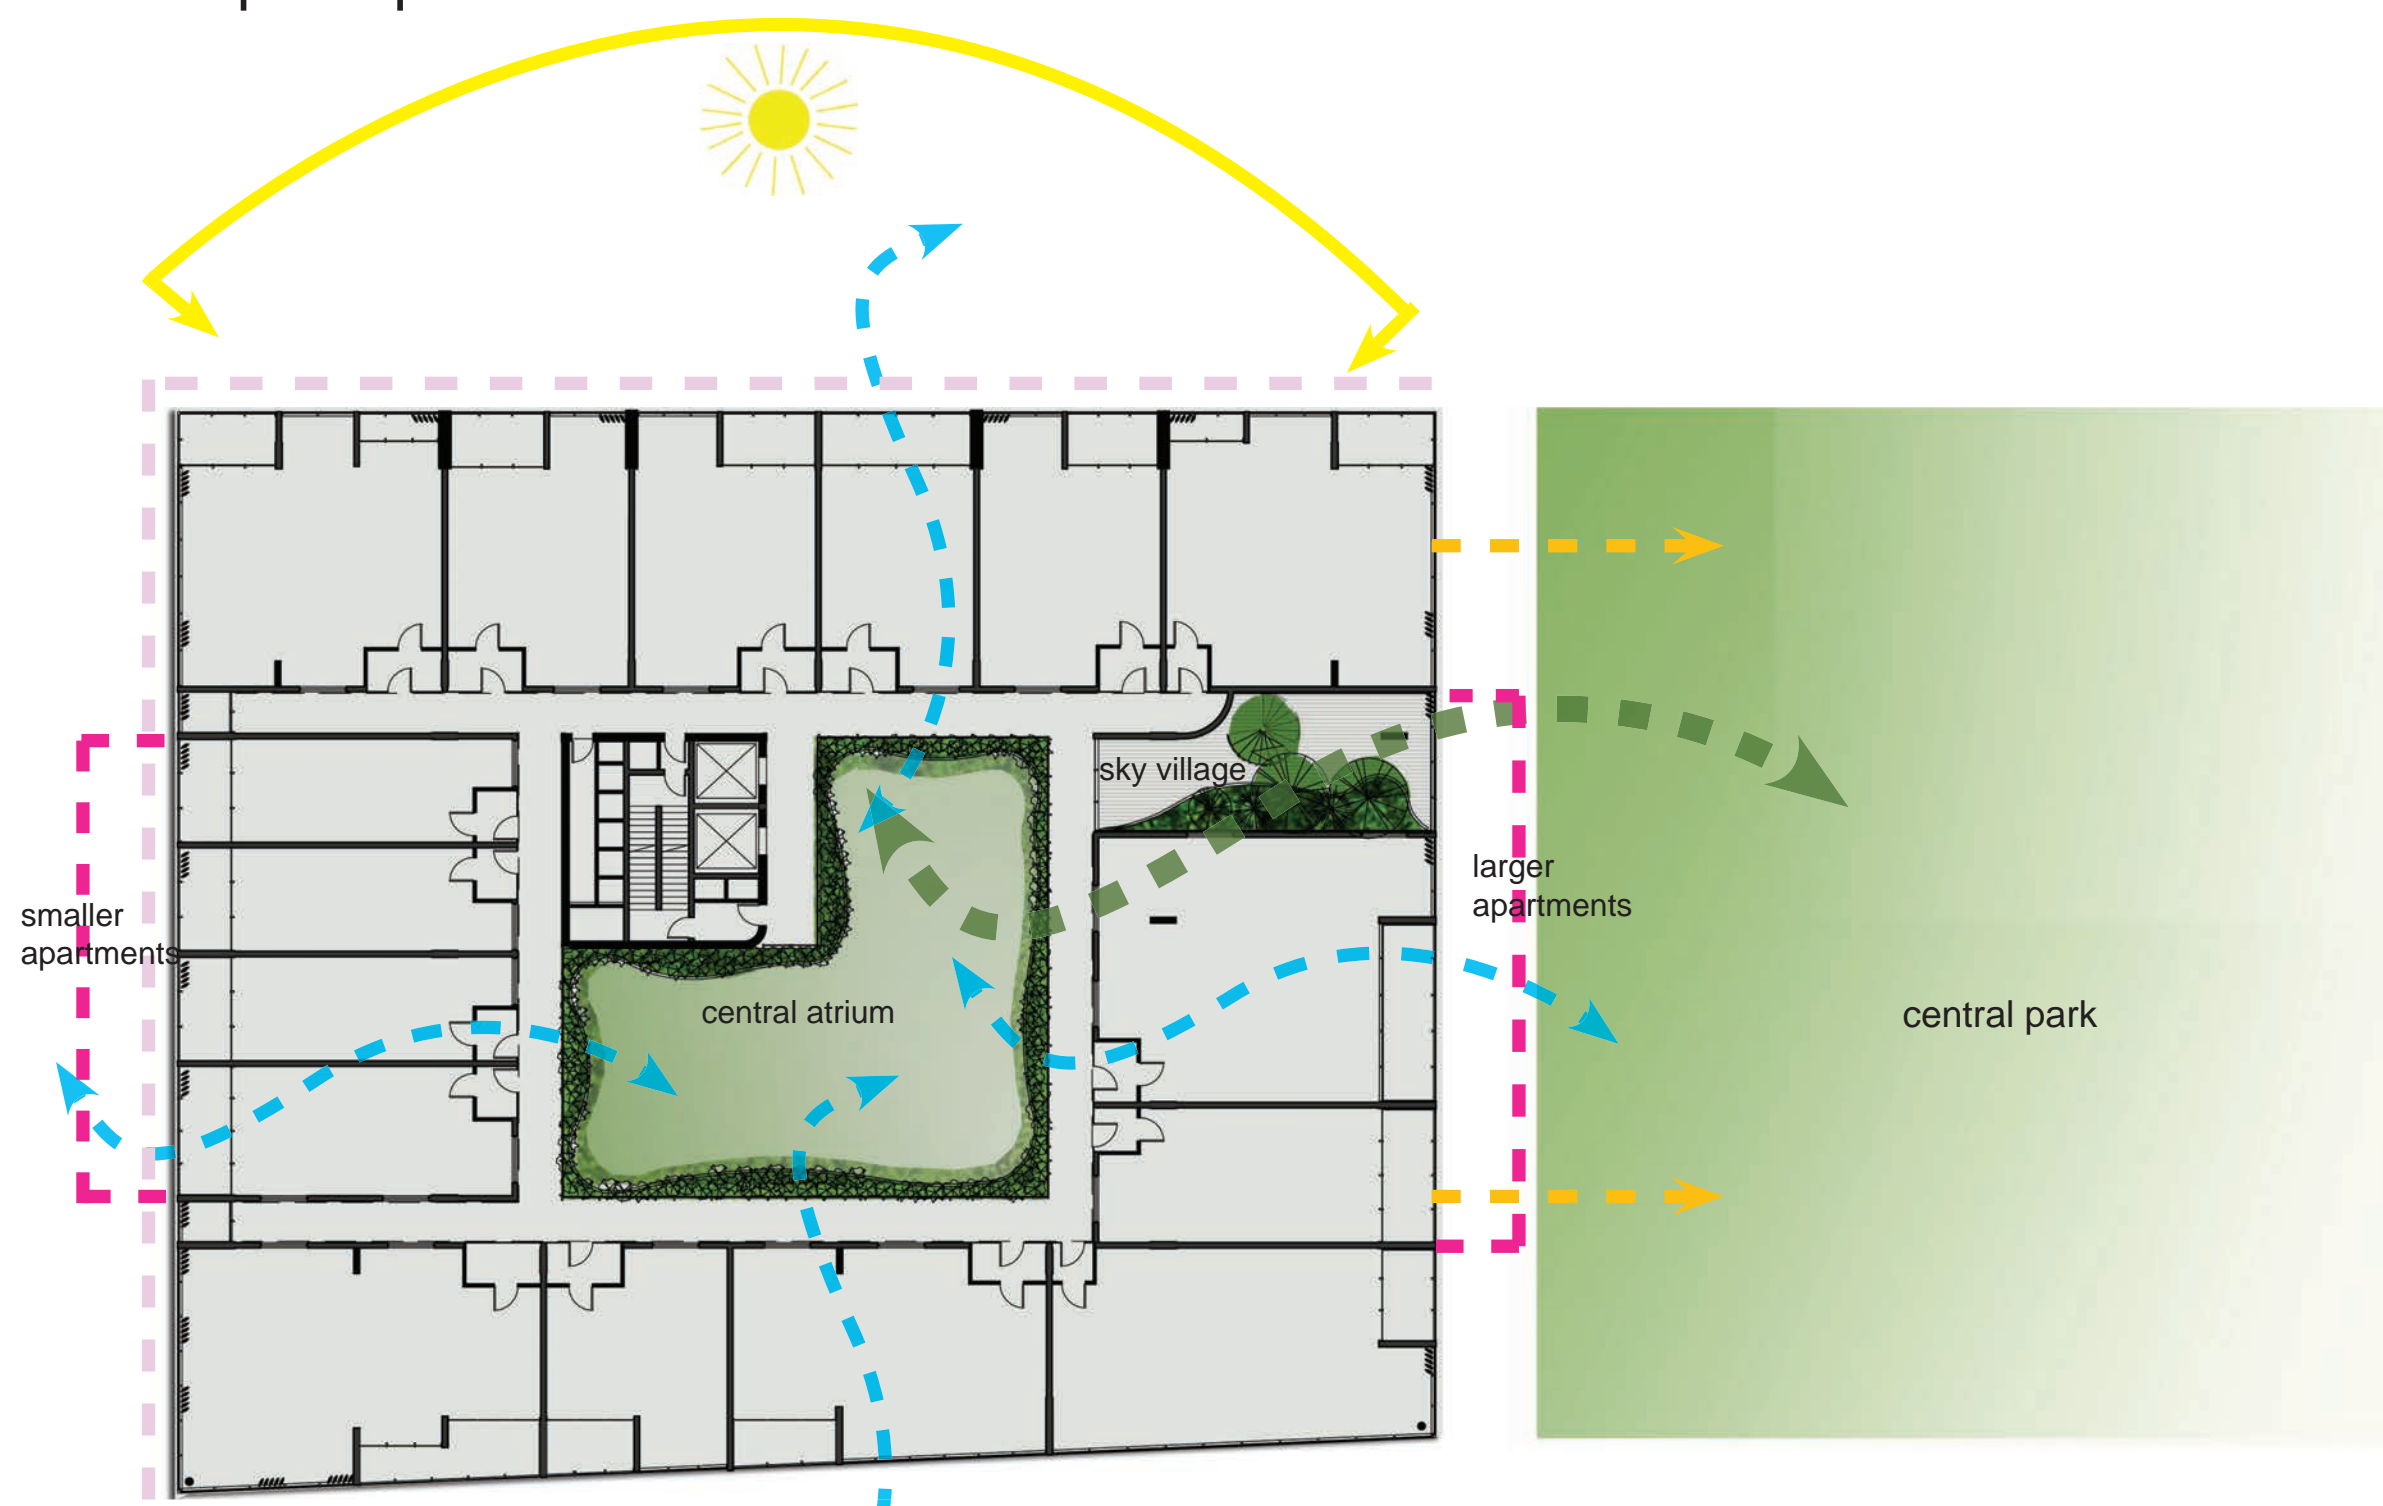 sky village
larger
apartments
smaller
apartments
central atrium
central park